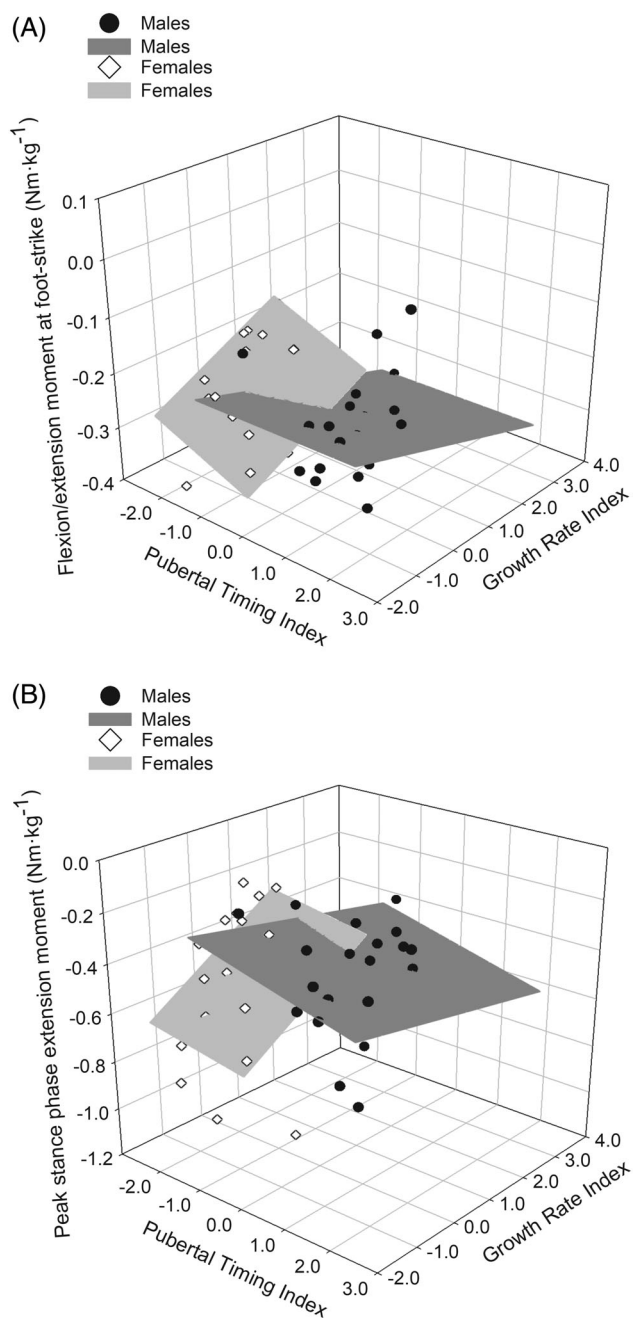 (A)
Males
Males
Females
Females
Flexion/extension moment at foot-strike (Nm·kg-1)
0.1
0.0
-0.1
-0.2
-0.3
-0.4
-2.0
-1.0
0.0
1.0
2.0
3.0
Pubertal Timing Index
-2.0
-1.0
0.0
1.0
2.0
3.0
4.0
Growth Rate Index
(B)
Males
Males
Females
Females
Peak stance phase extension moment (Nm·kg-1)
0.0
-0.2
-0.4
-0.6
-0.8
-1.0
-1.2
-2.0
-1.0
0.0
1.0
2.0
3.0
Pubertal Timing Index
-2.0
-1.0
0.0
1.0
2.0
3.0
4.0
Growth Rate Index